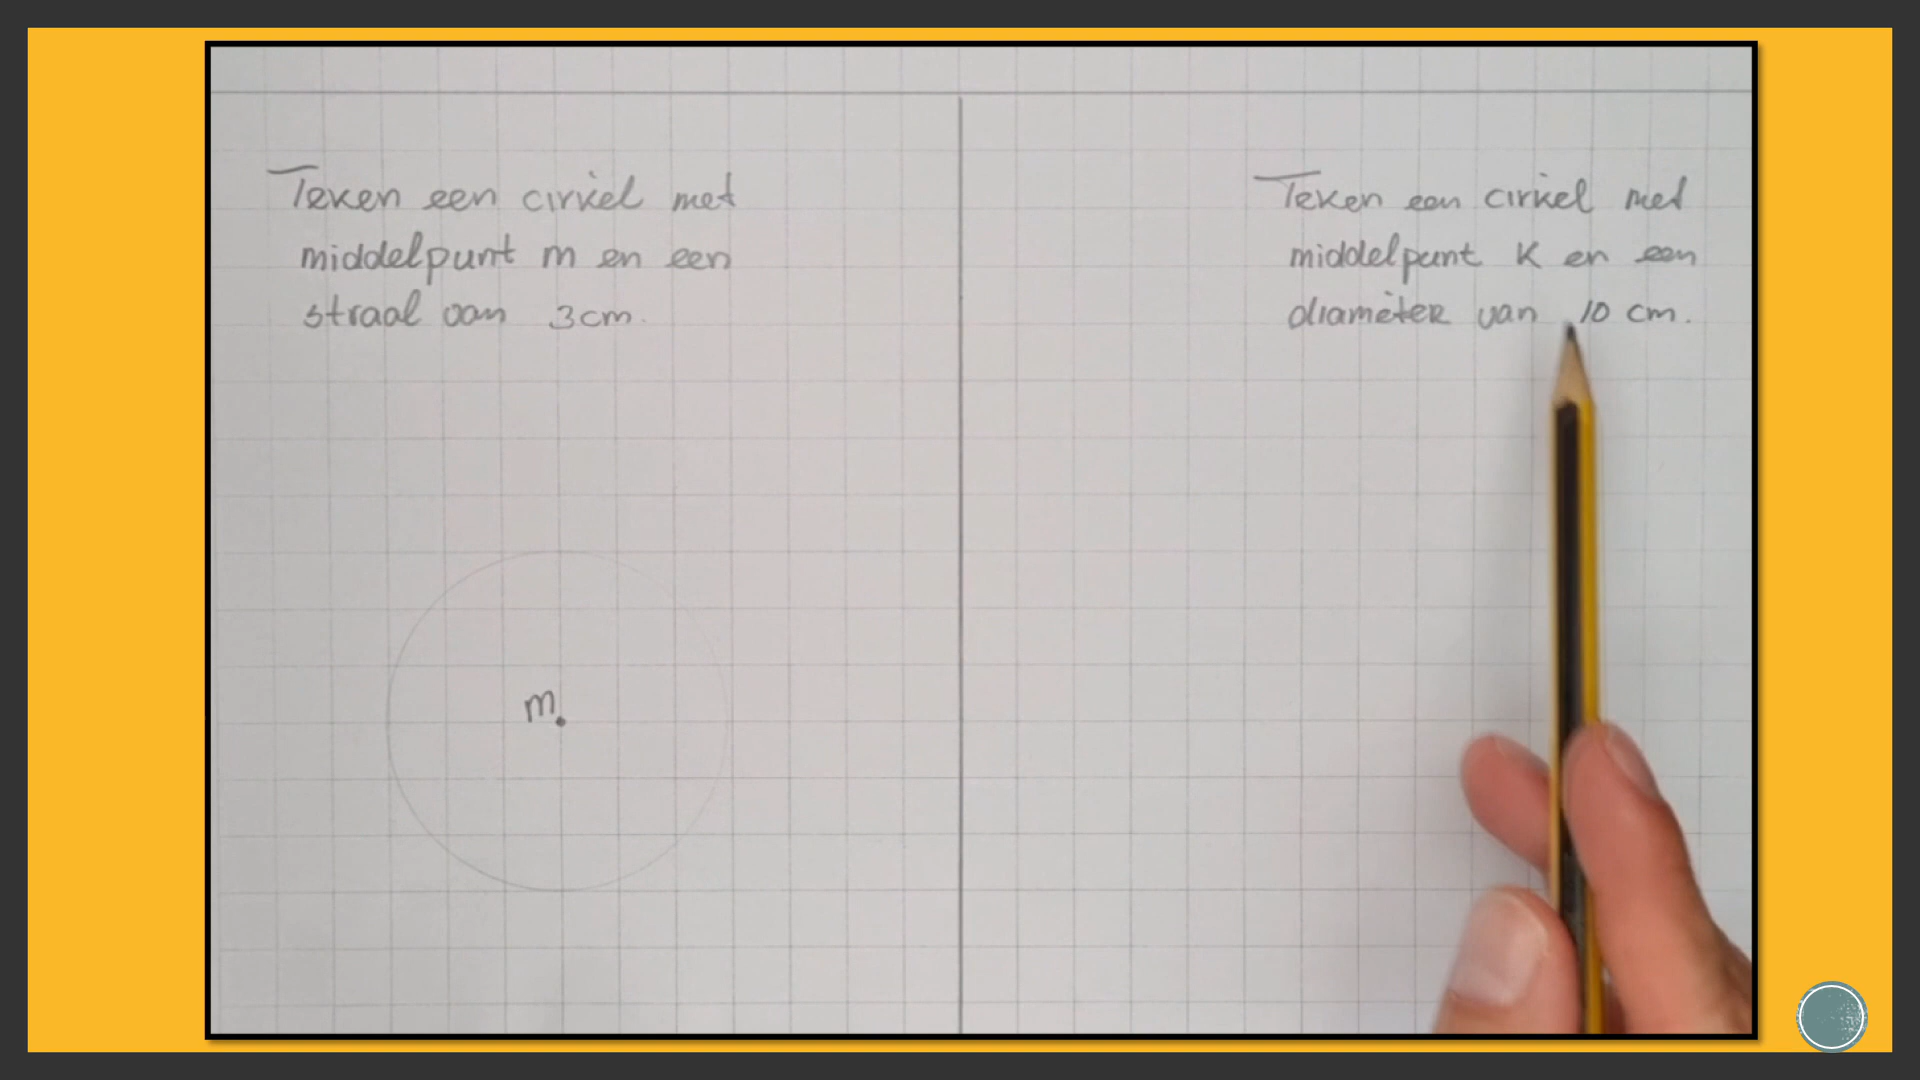 Teken een cirkel met
middelpunt m en een
straal van 3cm.
Teken een cirkel met
middelpunt K en een
diameter van 10 cm.
m